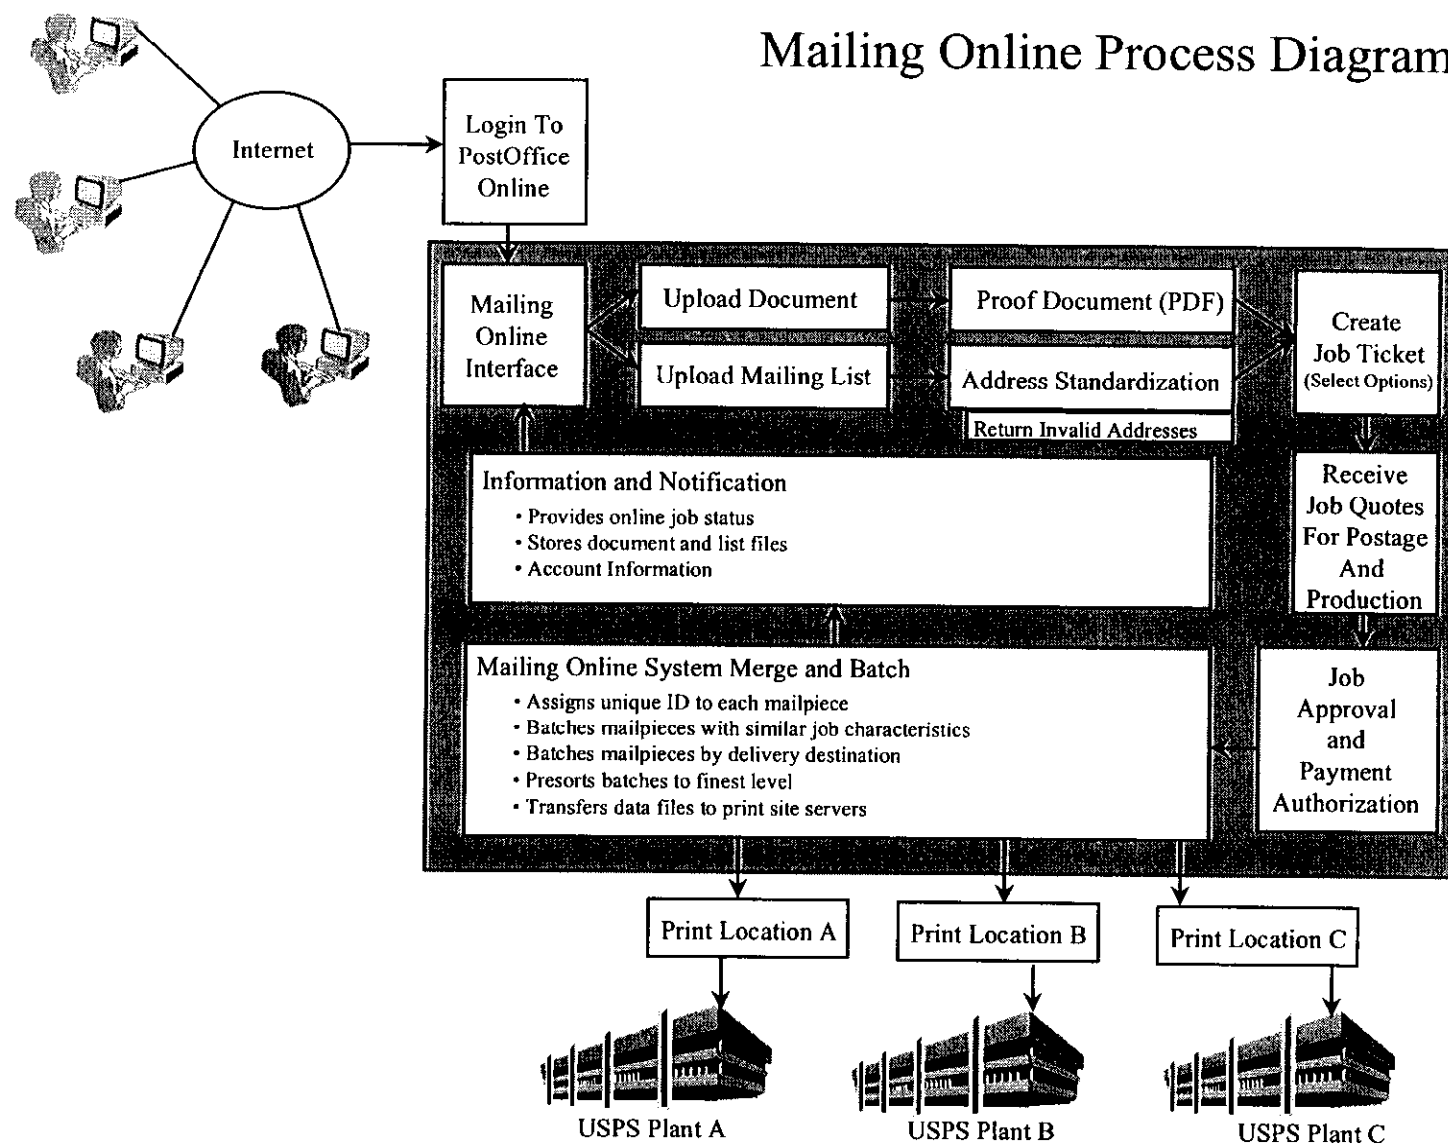 Mailing Online Process Diagram
Internet
Login To
PostOffice
Online
Mailing
Online
Interface
Upload Document
Upload Mailing List
Proof Document (PDF)
Address Standardization
Return Invalid Addresses
Create
Job Ticket
(Select Options)
Receive
Job Quotes
For Postage
And
Production
Information and Notification
• Provides online job status
• Stores document and list files
• Account Information
Job
Approval
and
Payment
Authorization
Mailing Online System Merge and Batch
• Assigns unique ID to each mailpiece
• Batches mailpieces with similar job characteristics
• Batches mailpieces by delivery destination
• Presorts batches to finest level
• Transfers data files to print site servers
Print Location A
Print Location B
Print Location C
USPS Plant A
USPS Plant B
USPS Plant C